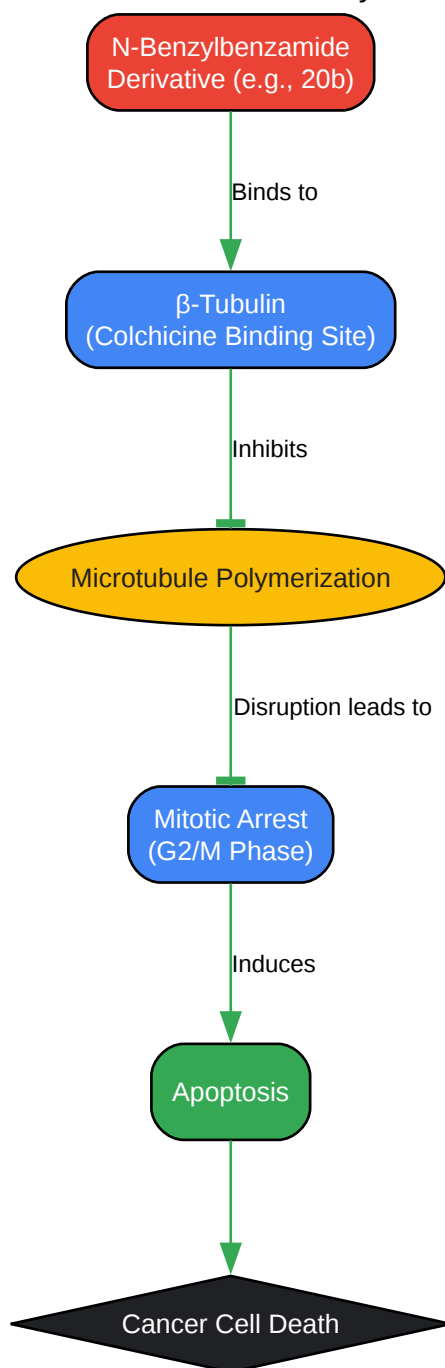 N-Benzylbenzamide
Derivative (e.g., 20b)
Binds to
β-Tubulin
(Colchicine Binding Site)
Inhibits
Microtubule Polymerization
Disruption leads to
Mitotic Arrest
(G2/M Phase)
Induces
Apoptosis
Cancer Cell Death